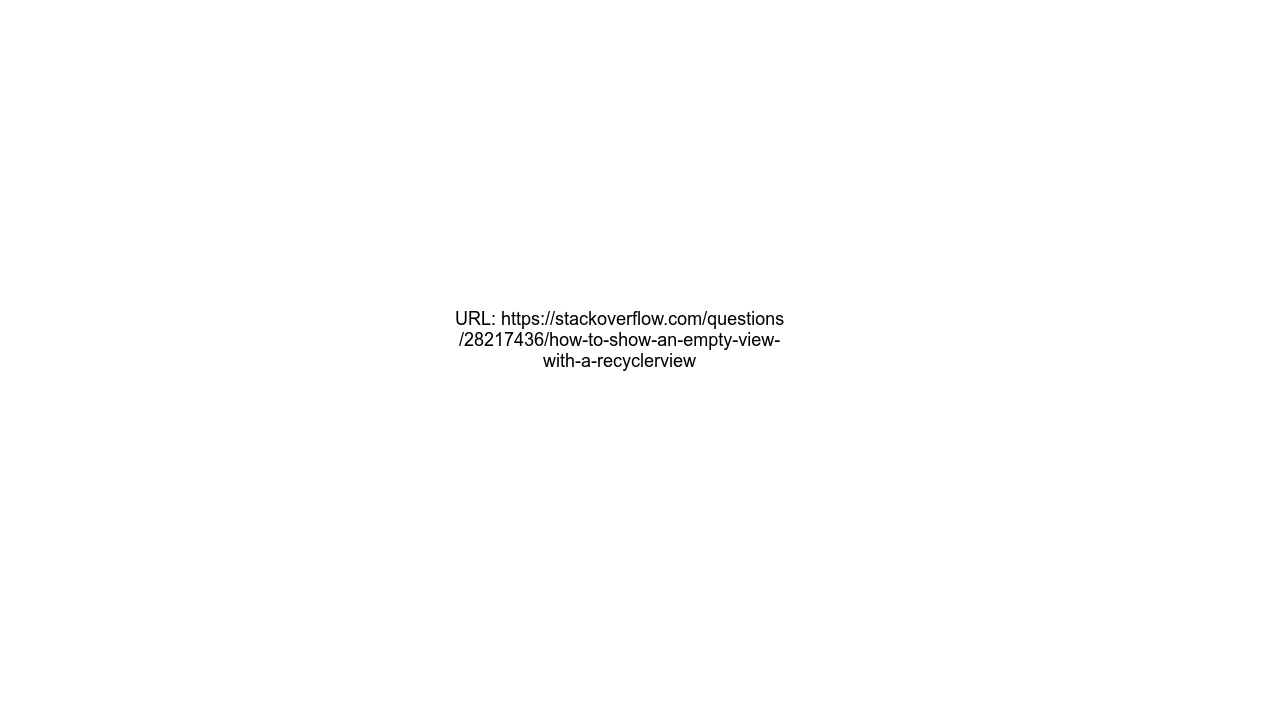 URL: https://stackoverflow.com/questions
/28217436/how-to-show-an-empty-view-
with-a-recyclerview